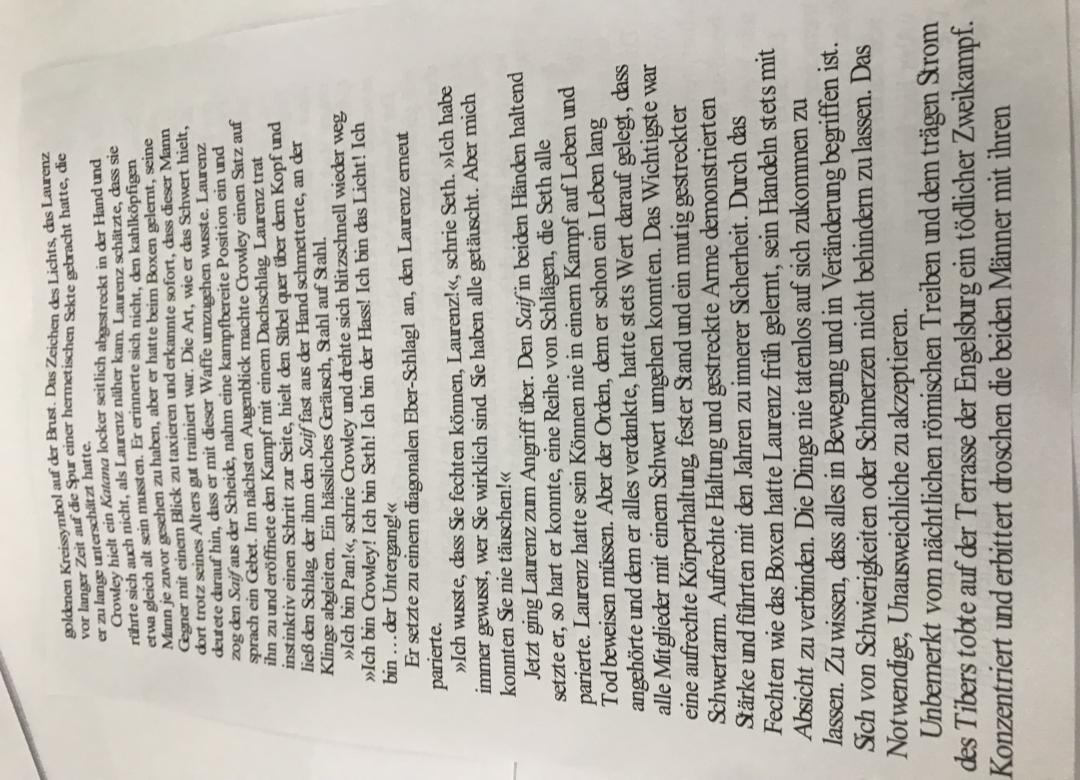 goldenen Kreissymbol auf der Brust. Das Zeichen des Lichts, das Laurenz
vor langer Zeit auf die Spur einer hermetischen Sekte gebracht hatte, die
er zu lange unterschätzt hatte.
Crowley hielt ein Katana locker seitlich abgestreckt in der Hand und
rührte sich auch nicht, als Laurenz näher kam. Laurenz schätzte, dass sie
etwa gleich alt sein mussten. Er erinnerte sich nicht, den kahlköpfigen
Mann je zuvor gesehen zu haben, aber er hatte beim Boxen gelernt, seine
Gegner mit einem Blick zu taxieren und erkannte sofort, dass dieser Mann
dort trotz seines Alters gut trainiert war. Die Art, wie er das Schwert hielt,
deutete darauf hin, dass er mit dieser Waffe umzugehen wusste. Laurenz
zog den Saif aus der Scheide, nahm eine kampfbereite Position ein und
sprach ein Gebet. Im nächsten Augenblick machte Crowley einen Satz auf
ihn zu und eröffnete den Kampf mit einem Dachschlag. Laurenz trat
instinktiv einen Schritt zur Seite, hielt den Säbel quer über dem Kopf und
ließ den Schlag, der ihm den Saif fast aus der Hand schmetterte, an der
Klinge abgleiten. Ein hässliches Geräusch, Stahl auf Stahl.
»Ich bin Pan!«, schrie Crowley und drehte sich blitzschnell wieder weg.
»Ich bin Crowley! Ich bin Seth! Ich bin der Hass! Ich bin das Licht! Ich
bin … der Untergang!«
Er setzte zu einem diagonalen Eber-Schlagl an, den Laurenz erneut
parierte.
»Ich wusste, dass Sie fechten können, Laurenz!«, schrie Seth. »Ich habe
immer gewusst, wer Sie wirklich sind. Sie haben alle getäuscht. Aber mich
konnten Sie nie täuschen!«
Jetzt ging Laurenz zum Angriff über. Den Saif in beiden Händen haltend
setzte er, so hart er konnte, eine Reihe von Schlägen, die Seth alle
parierte. Laurenz hatte sein Können nie in einem Kampf auf Leben und
Tod beweisen müssen. Aber der Orden, dem er schon ein Leben lang
angehörte und dem er alles verdankte, hatte stets Wert darauf gelegt, dass
alle Mitglieder mit einem Schwert umgehen konnten. Das Wichtigste war
eine aufrechte Körperhaltung, fester Stand und ein mutig gestreckter
Schwertarm. Aufrechte Haltung und gestreckte Arme demonstrierten
Stärke und führten mit den Jahren zu innerer Sicherheit. Durch das
Fechten wie das Boxen hatte Laurenz früh gelernt, sein Handeln stets mit
Absicht zu verbinden. Die Dinge nie tatenlos auf sich zukommen zu
lassen. Zu wissen, dass alles in Bewegung und in Veränderung begriffen ist.
Sich von Schwierigkeiten oder Schmerzen nicht behindern zu lassen. Das
Notwendige, Unausweichliche zu akzeptieren.
Unbemerkt vom nächtlichen römischen Treiben und dem trägen Strom
des Tibers tobte auf der Terrasse der Engelsburg ein tödlicher Zweikampf.
Konzentriert und erbittert droschen die beiden Männer mit ihren